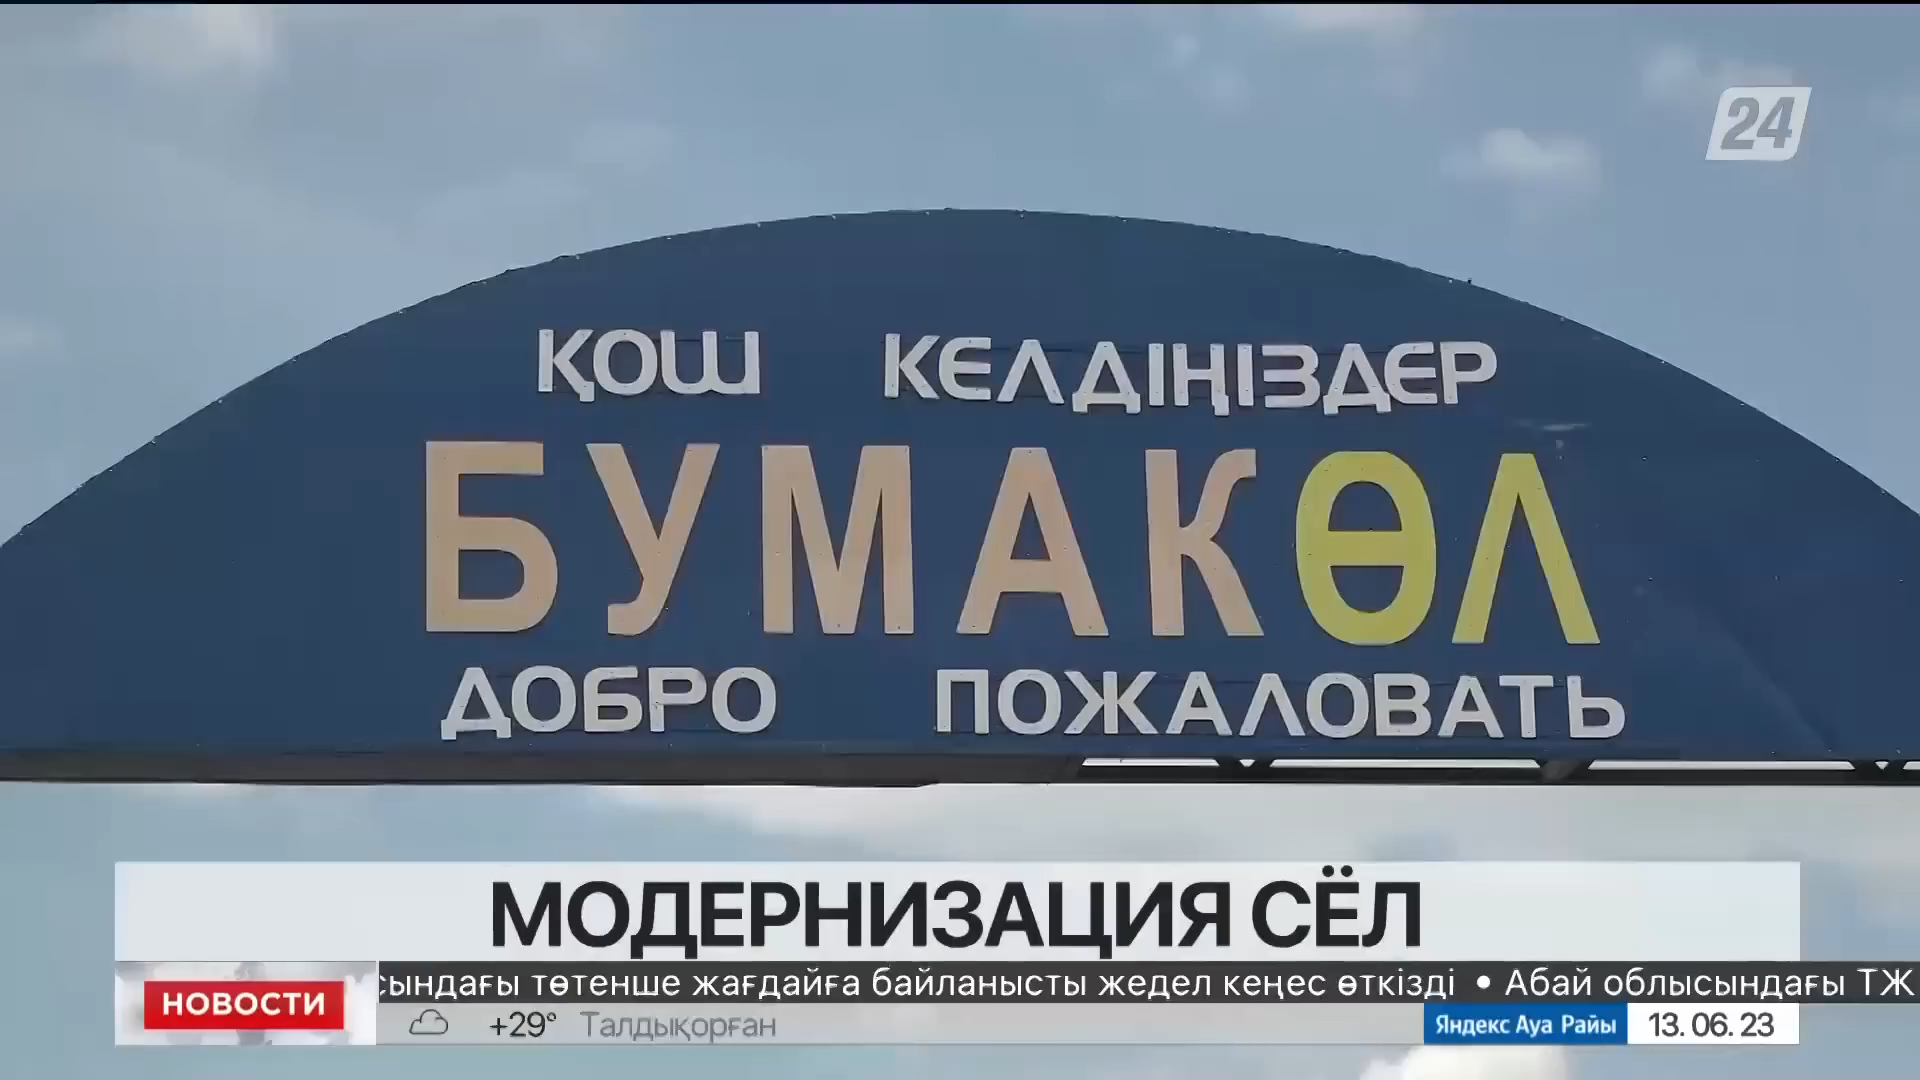 24
ҚОШ КЕЛДІҢІЗДЕР
БУМАКӨЛ
ДОБРО ПОЖАЛОВАТЬ
МОДЕРНИЗАЦИЯ СЁЛ
НОВОСТИ
сындағы төтенше жағдайға байланысты жедел кеңес өткізді • Абай облысындағы ТЖ
+29° Талдықорған
Яндекс Ауа Райы 13. 06. 23